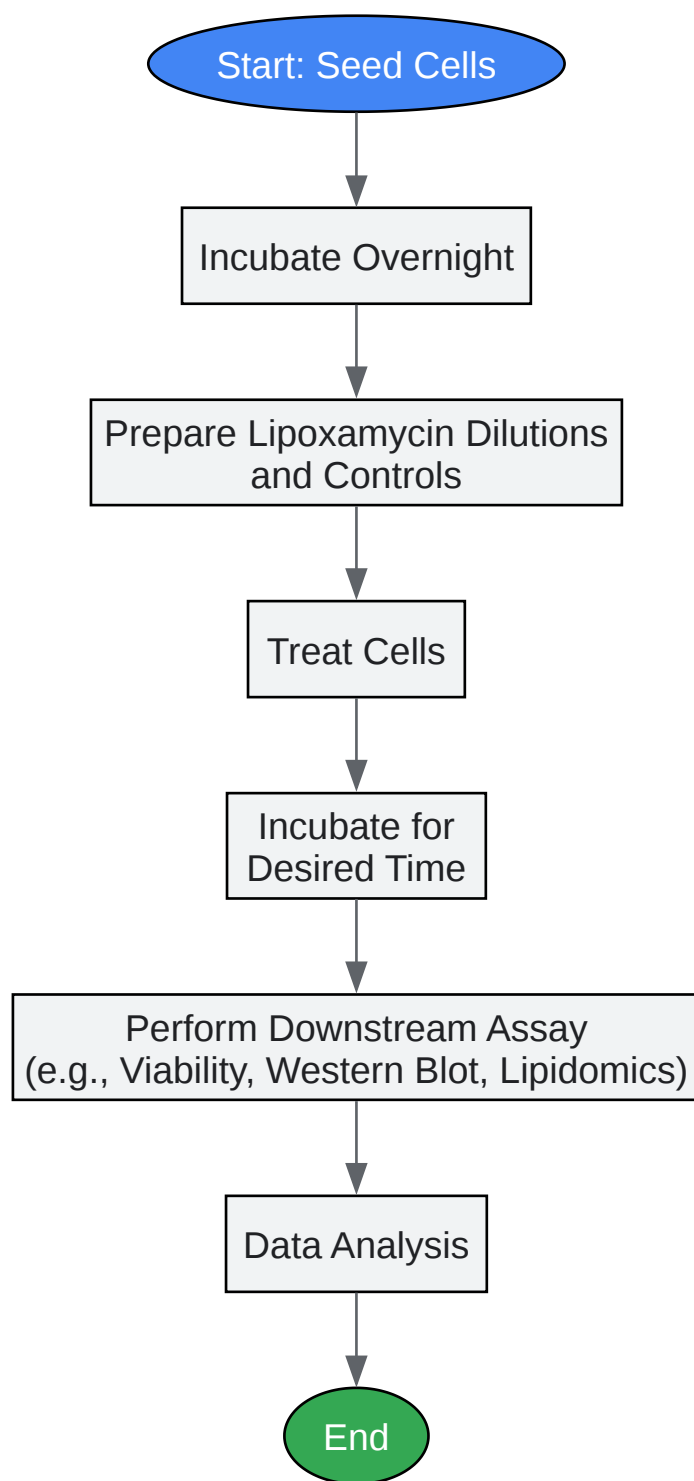 Start: Seed Cells
Incubate Overnight
Prepare Lipoxamycin Dilutions
and Controls
Treat Cells
Incubate for
Desired Time
Perform Downstream Assay
(e.g., Viability, Western Blot, Lipidomics)
Data Analysis
End